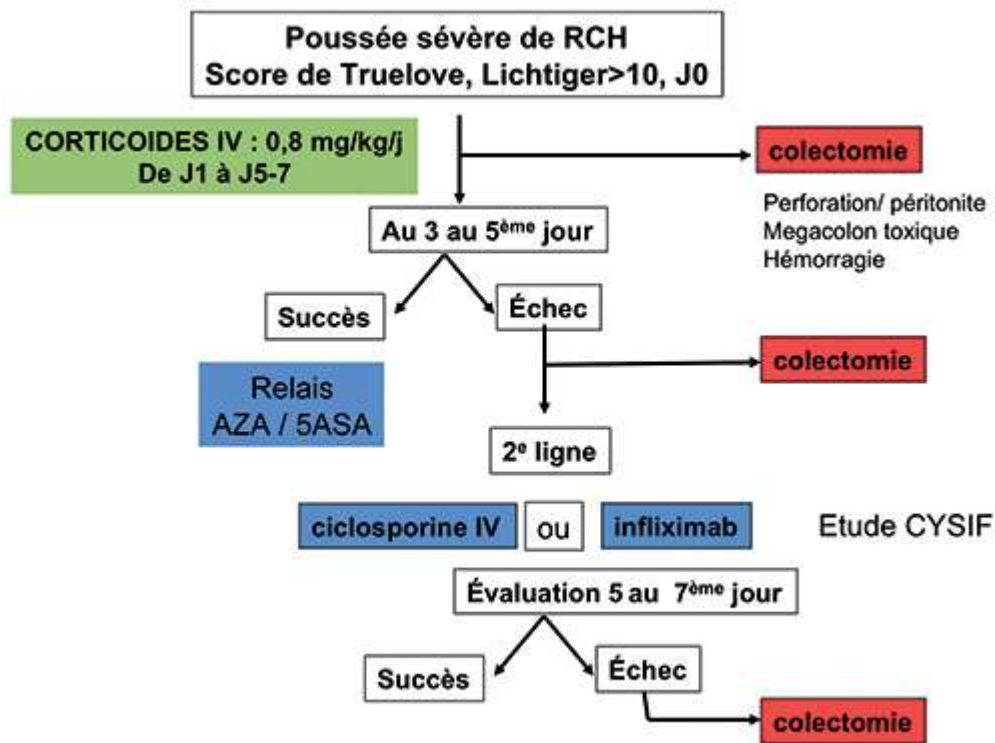 Poussée sévère de RCH
Score de Truelove, Lichtiger>10, J0
CORTICOIDES IV : 0,8 mg/kg/j
De J1 à J5-7
colectomie
Perforation/ péritonite
Megacolon toxique
Hémorragie
Au 3 au 5ème jour
Succès
Échec
colectomie
Relais
AZA / 5ASA
2e ligne
ciclosporine IV
ou
infliximab
Etude CYSIF
Évaluation 5 au 7ème jour
Succès
Échec
colectomie